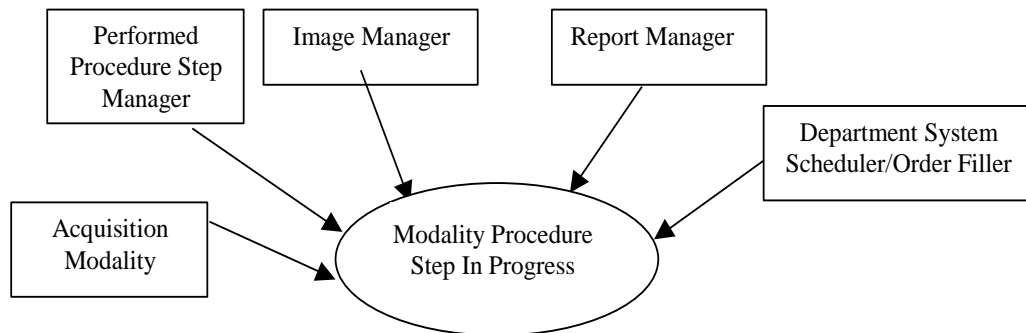 Performed
Procedure Step
Manager
Image Manager
Report Manager
Department System
Scheduler/Order Filler
Acquisition
Modality
Modality Procedure
Step In Progress